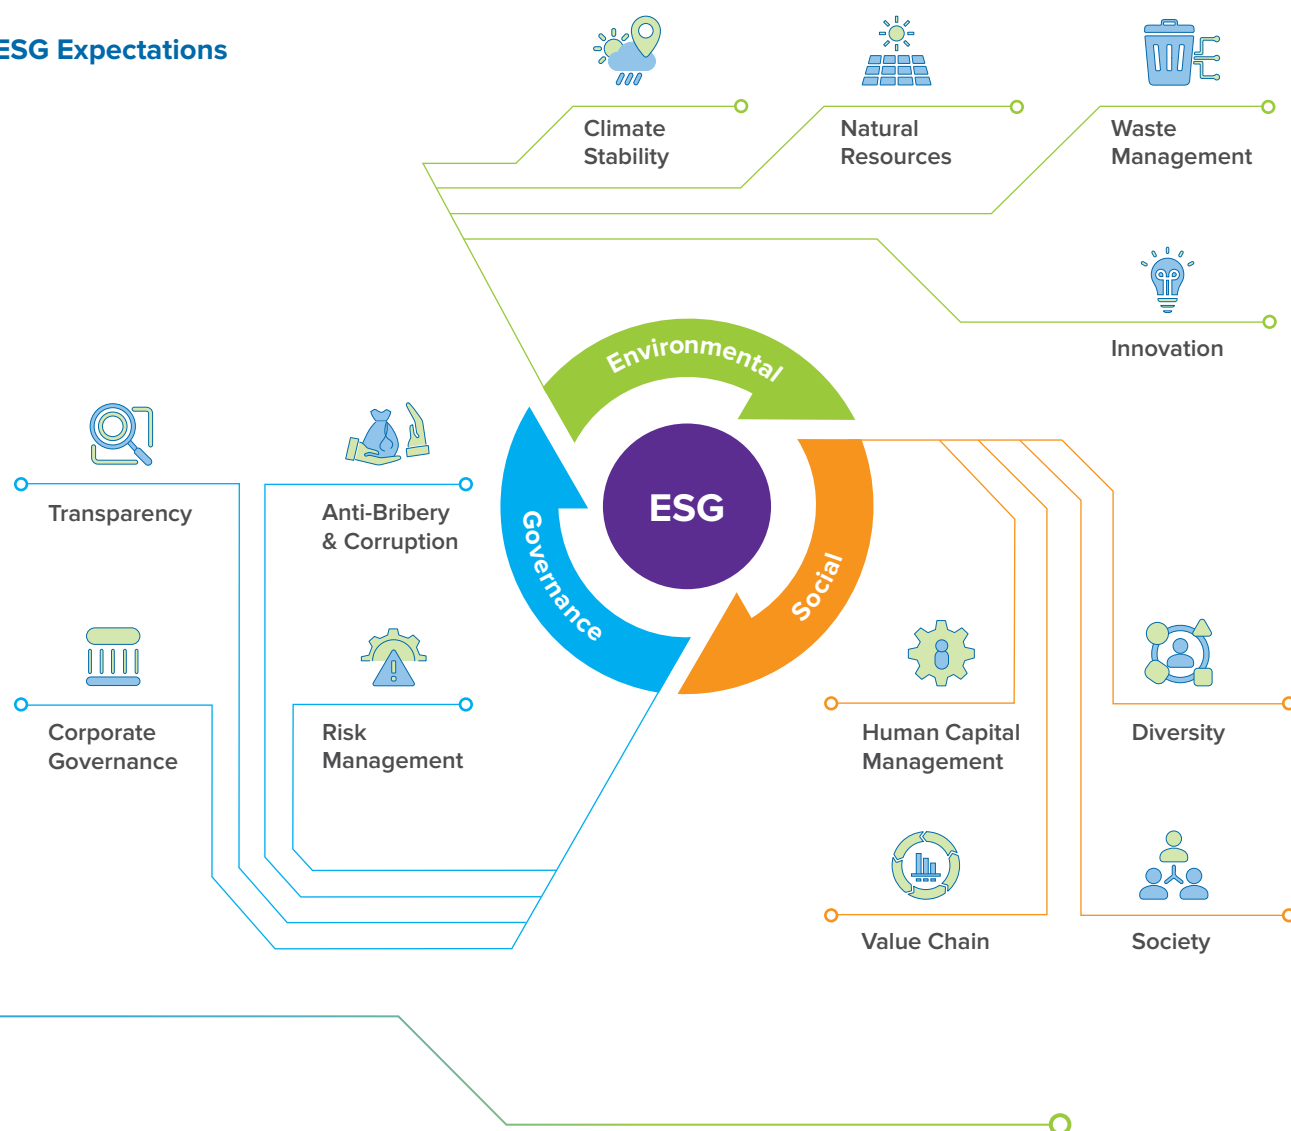 ESG Expectations
Climate
Stability
Natural
Resources
Waste
Management
Innovation
Environmental
Social
Governance
ESG
Transparency
Anti-Bribery
& Corruption
Corporate
Governance
Risk
Management
Human Capital
Management
Diversity
Value Chain
Society